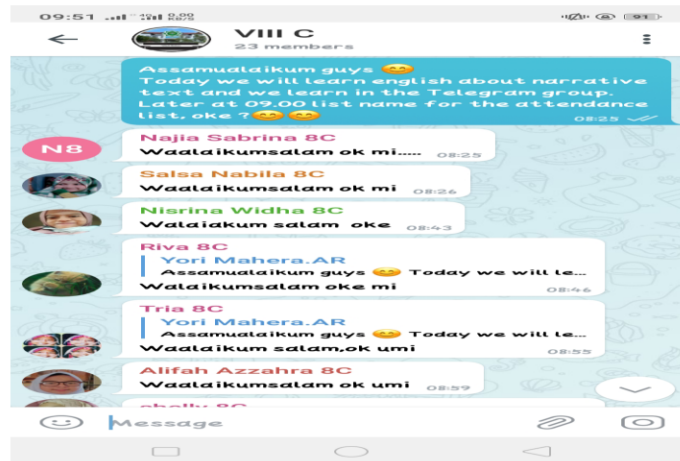 09:51
0.00
KB/S
91
VIII C
23 members
Assamualaikum guys 😊
Today we will learn english about narrative
text and we learn in the Telegram group.
Later at 09.00 list name for the attendance
list, oke ?😊 😊
08:25
N8
Najia Sabrina 8C
Waalaikumsalam ok mi..... 08:25
Salsa Nabila 8C
Waalaikumsalam ok mi 08:26
Nisrina Widha 8C
Walaiakum salam oke 08:43
Riva 8C
Yori Mahera.AR
Assamualaikum guys 😊 Today we will le...
Walaikumsalam oke mi 08:46
Tria 8C
Yori Mahera.AR
Assamualaikum guys 😊 Today we will le...
Waalaikum salam,ok umi 08:55
Alifah Azzahra 8C
Waalaikumsalam ok umi 08:59
Message